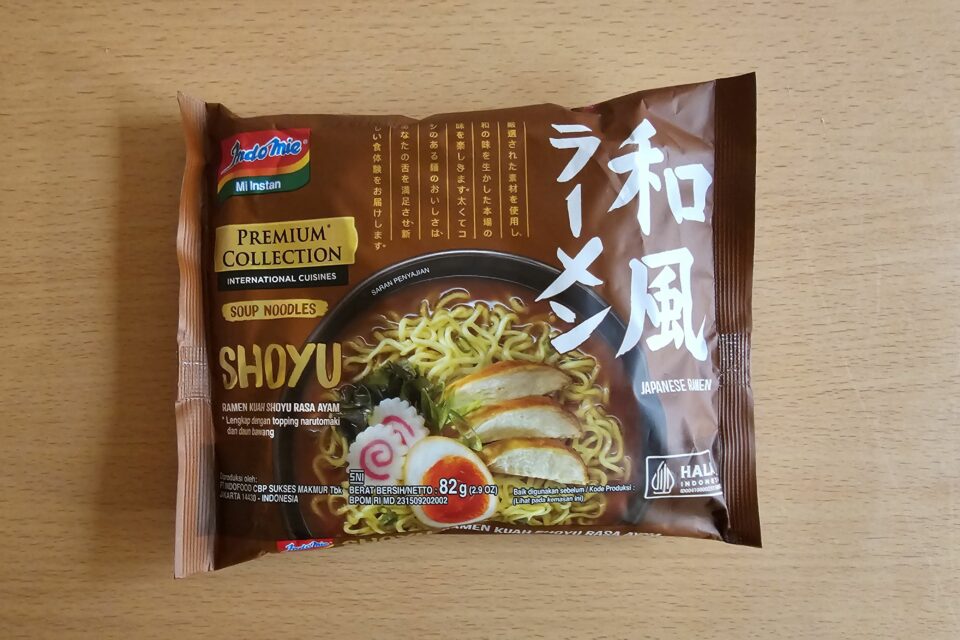 Indomie
Mi Instan
PREMIUM*
COLLECTION
INTERNATIONAL CUISINES
SOUP NOODLES
SHOYU
RAMEN KUAH SHOYU RASA AYAM
* Lengkap dengan topping narutomaki
dan daun bawang
Diproduksi oleh:
PT INDOFOOD CBP SUKSES MAKMUR Tbk
JAKARTA 14430 - INDONESIA
和風
ラーメン
厳選された素材を使用し、
和の味を生かした本場の
味を楽しめます。太くてコ
シのある麺のおいしさは、
あなたの舌を満足させ、新
しい食体験をお届けします。
SARAN PENYAJIAN
JAPANESE RAMEN
SNI
BERAT BERSIH/NETTO : 82g (2.9 OZ)
BPOM RI MD 231509202002
Baik digunakan sebelum / Kode Produksi :
(Lihat pada kemasan ini)
HALAL
INDONESIA
RAMEN KUAH SHOYU RASA AYAM